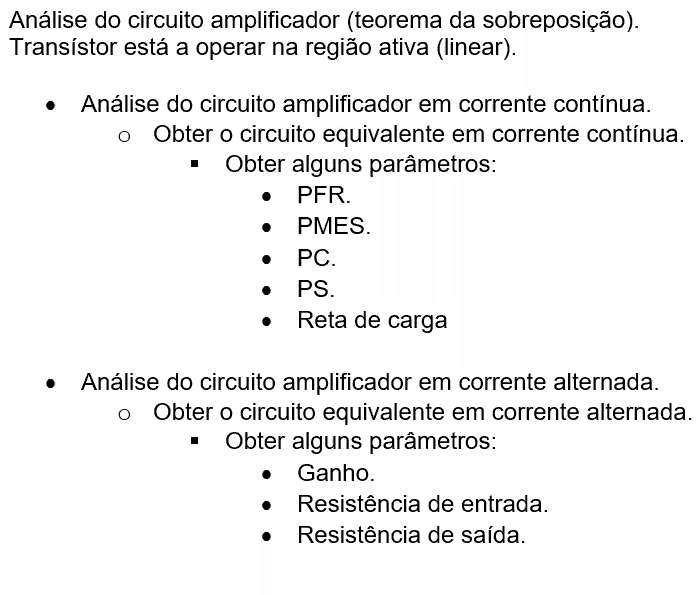 Análise do circuito amplificador (teorema da sobreposição).
Transístor está a operar na região ativa (linear).
• Análise do circuito amplificador em corrente contínua.
o Obter o circuito equivalente em corrente contínua.
▪ Obter alguns parâmetros:
• PFR.
• PMES.
• PC.
• PS.
• Reta de carga
• Análise do circuito amplificador em corrente alternada.
o Obter o circuito equivalente em corrente alternada.
▪ Obter alguns parâmetros:
• Ganho.
• Resistência de entrada.
• Resistência de saída.